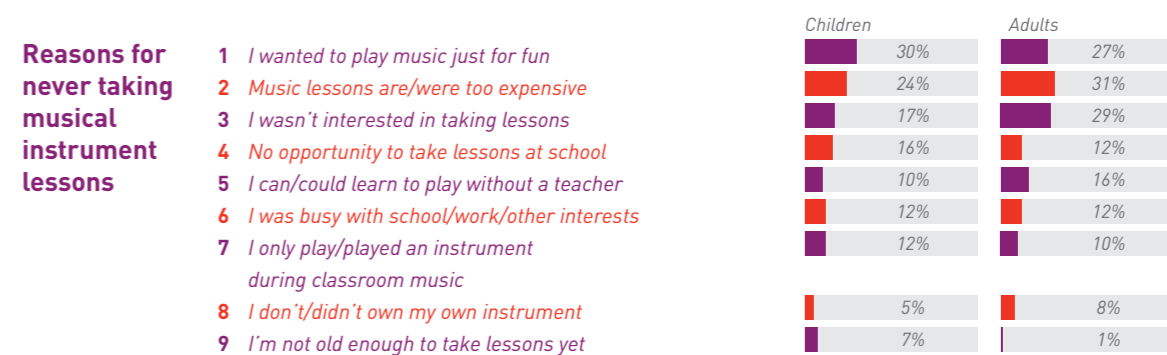 Children Adults
Reasons for
never taking
musical
instrument
lessons
1 I wanted to play music just for fun 30% 27%
2 Music lessons are/were too expensive 24% 31%
3 I wasn't interested in taking lessons 17% 29%
4 No opportunity to take lessons at school 16% 12%
5 I can/could learn to play without a teacher 10% 16%
6 I was busy with school/work/other interests 12% 12%
7 I only play/played an instrument 12% 10%
during classroom music
8 I don't/didn't own my own instrument 5% 8%
9 I'm not old enough to take lessons yet 7% 1%